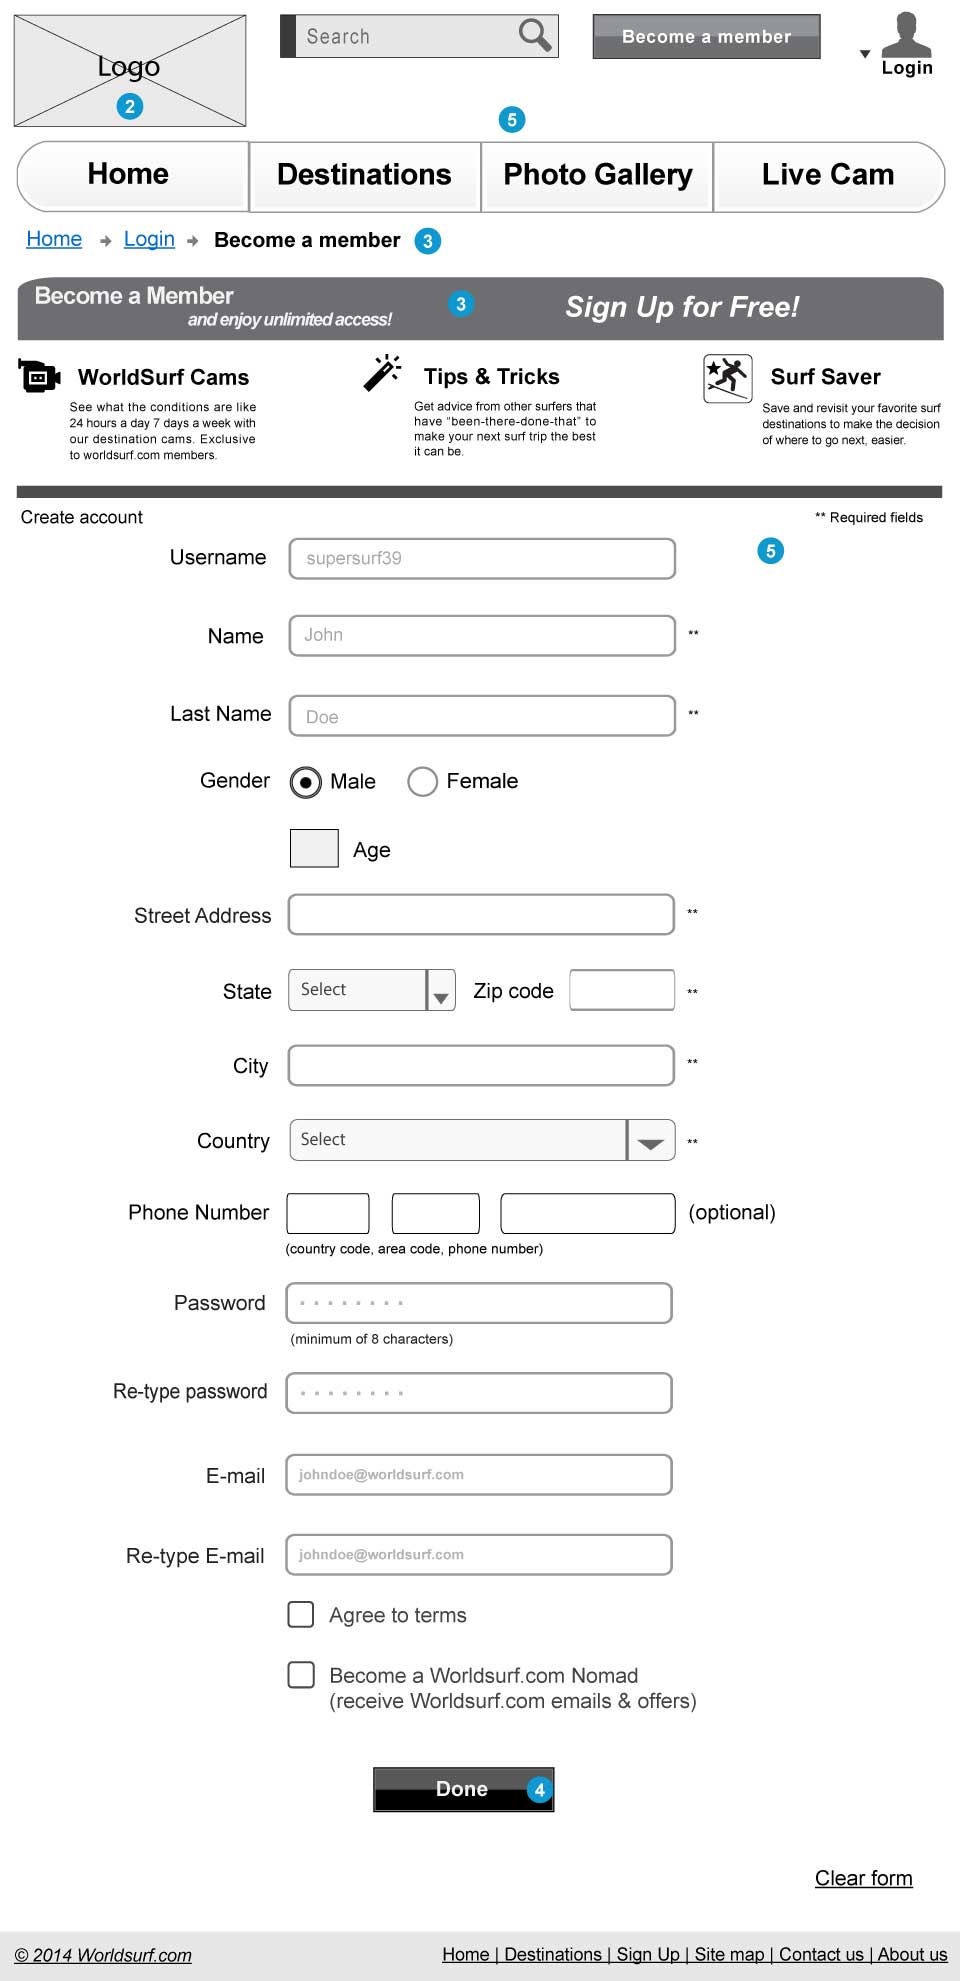 Logo
2
Search
Become a member
Login
5
Home Destinations Photo Gallery Live Cam
Home Login Become a member 3
Become a Member
and enjoy unlimited access!
3
Sign Up for Free!
WorldSurf Cams
See what the conditions are like
24 hours a day 7 days a week with
our destination cams. Exclusive
to worldsurf.com members.
Tips & Tricks
Get advice from other surfers that
have “been-there-done-that” to
make your next surf trip the best
it can be.
Surf Saver
Save and revisit your favorite surf
destinations to make the decision
of where to go next, easier.
Create account
** Required fields
5
Username supersurf39
Name John **
Last Name Doe **
Gender Male Female
Age
Street Address **
State Select Zip code **
City **
Country Select **
Phone Number (optional)
(country code, area code, phone number)
Password
(minimum of 8 characters)
Re-type password
E-mail johndoe@worldsurf.com
Re-type E-mail johndoe@worldsurf.com
Agree to terms
Become a Worldsurf.com Nomad
(receive Worldsurf.com emails & offers)
Done 4
Clear form
© 2014 Worldsurf.com
Home | Destinations | Sign Up | Site map | Contact us | About us